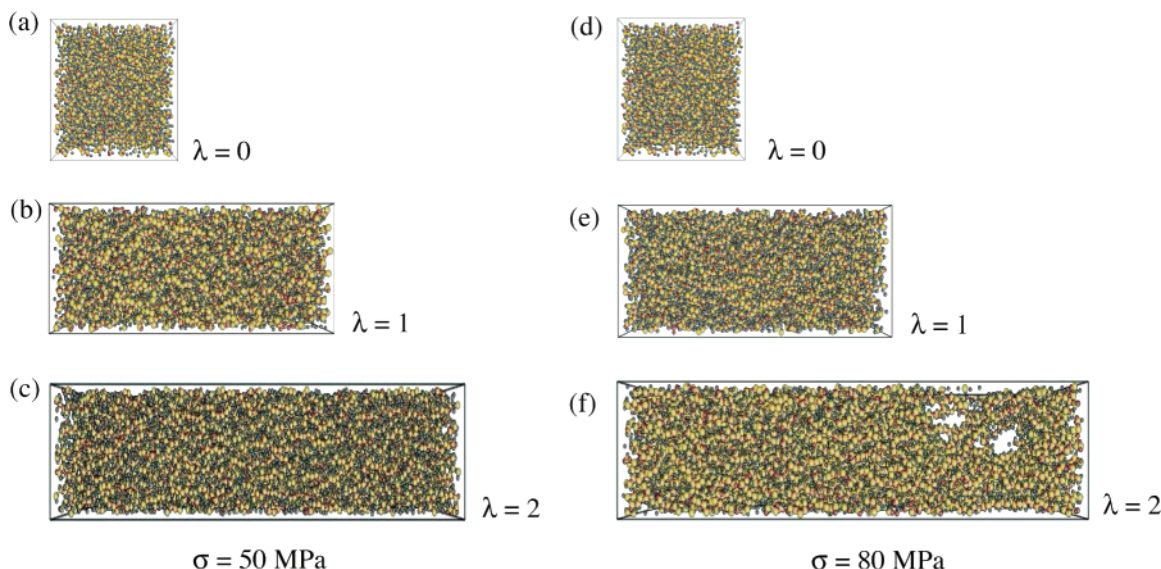 (a)
λ = 0
(b)
λ = 1
(c)
λ = 2
σ = 50 MPa
(d)
λ = 0
(e)
λ = 1
(f)
λ = 2
σ = 80 MPa